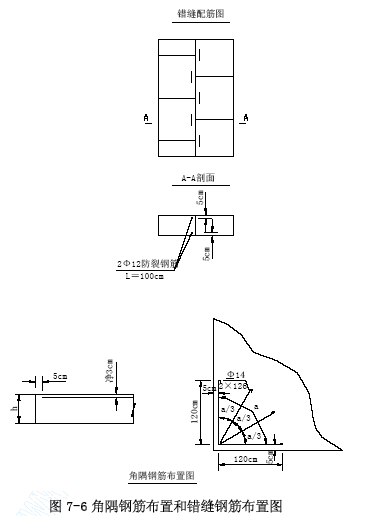 错缝配筋图
A
A
A-A剖面
5cm
5cm
2Φ12防裂钢筋
L=100cm
5cm
净3cm
h
Φ14
2×126
5cm
120cm
a/3
a
a/3
a/3
5cm
120cm
角隅钢筋布置图
图 7-6 角隅钢筋布置和错缝钢筋布置图